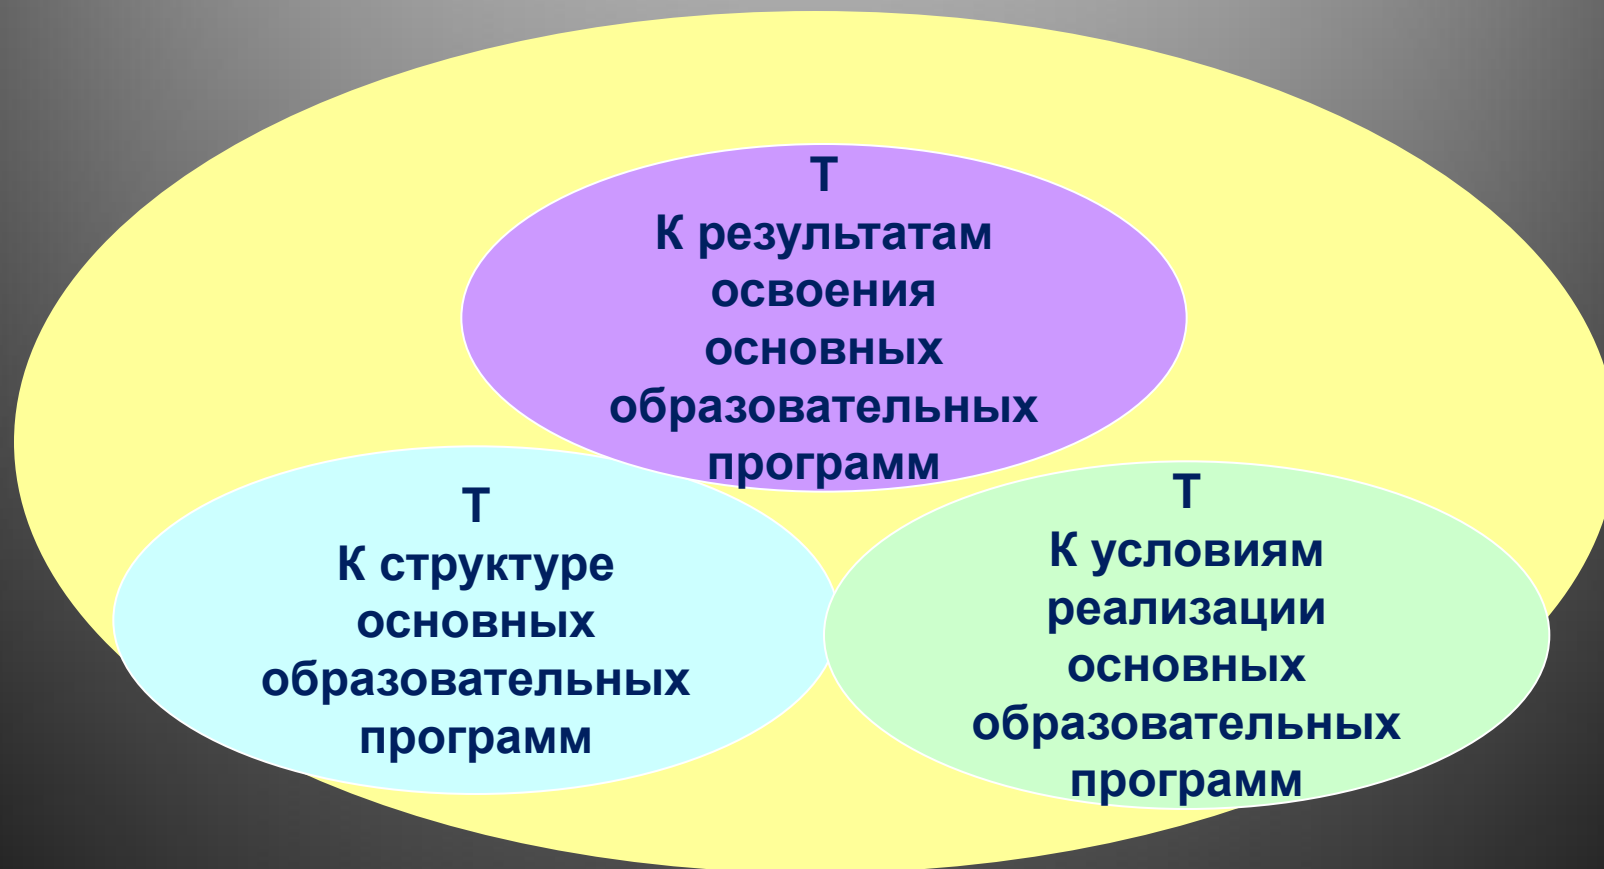 Т
К результатам
освоения
основных
образовательных
программ
Т
К структуре
основных
образовательных
программ
Т
К условиям
реализации
основных
образовательных
программ